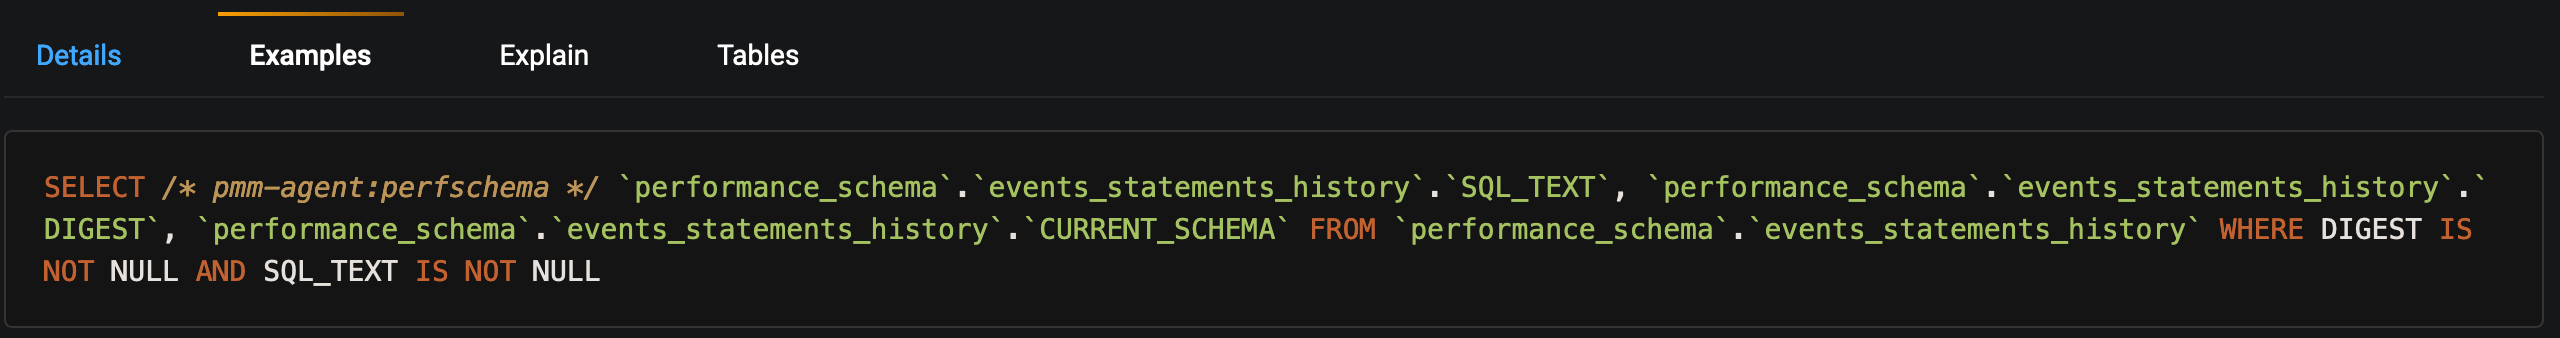 Details Examples Explain Tables
SELECT /* pmm-agent:perfschema */ `performance_schema`.`events_statements_history`.`SQL_TEXT`, `performance_schema`.`events_statements_history`.`
DIGEST`, `performance_schema`.`events_statements_history`.`CURRENT_SCHEMA` FROM `performance_schema`.`events_statements_history` WHERE DIGEST IS
NOT NULL AND SQL_TEXT IS NOT NULL